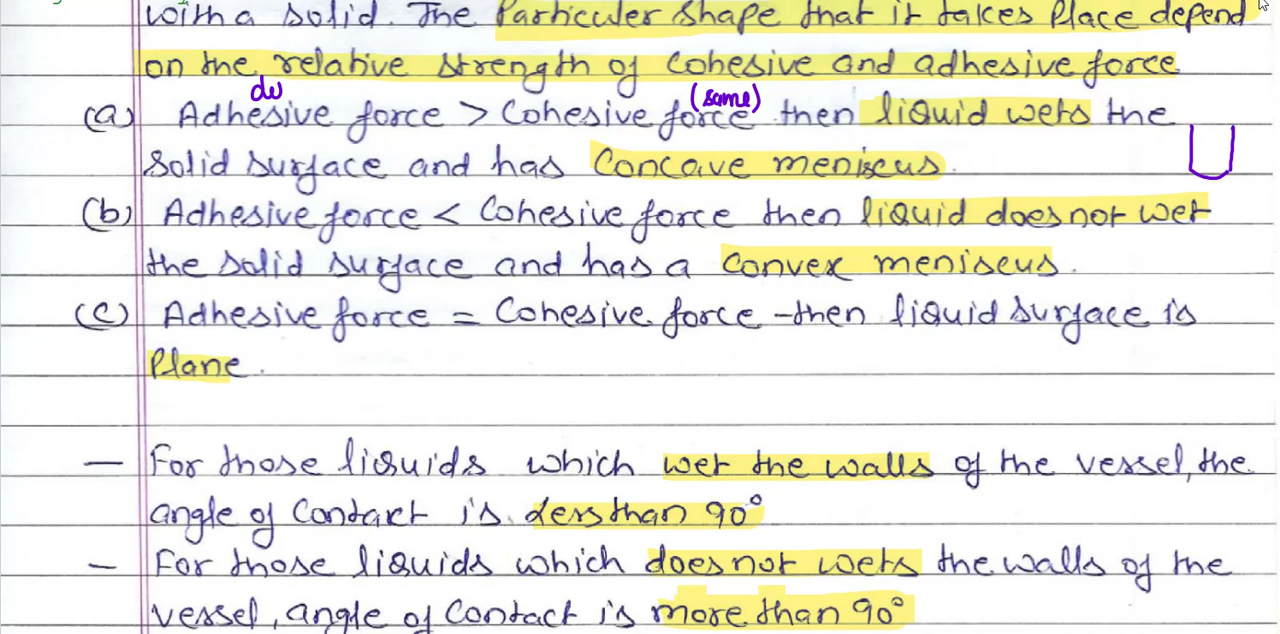 with a solid. The Particular shape that it takes Place depend
on the relative strength of Cohesive and adhesive force
(same)
(a) Adhesive force > Cohesive force then liquid wets the
solid surface and has Concave meniscus.
(b) Adhesive force < Cohesive force then liquid does not wet
the solid surface and has a convex meniscus.
(c) Adhesive force = Cohesive force then liquid surface is
Plane.
— For those liquids which wet the walls of the vessel, the
angle of Contact is less than 90°
— For those liquids which does not wets the walls of the
vessel, angle of Contact is more than 90°